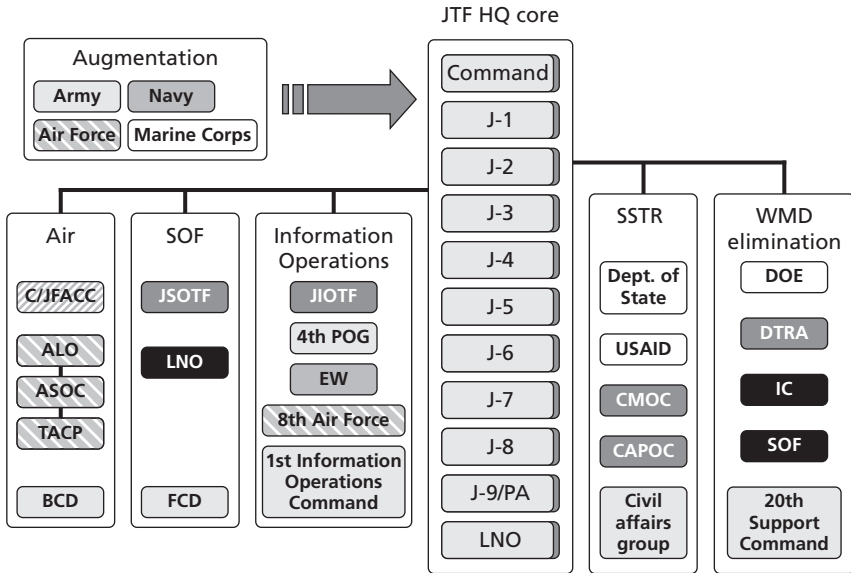 JTF HQ core
Augmentation
Army
Navy
Air Force
Marine Corps
Command
J-1
J-2
J-3
J-4
J-5
J-6
J-7
J-8
J-9/PA
LNO
Air
C/JFACC
ALO
ASOC
TACP
BCD
SOF
JSOTF
LNO
FCD
Information
Operations
JIOTF
4th POG
EW
8th Air Force
1st Information
Operations
Command
SSTR
Dept. of
State
USAID
CMOC
CAPOC
Civil
affairs
group
WMD
elimination
DOE
DTRA
IC
SOF
20th
Support
Command